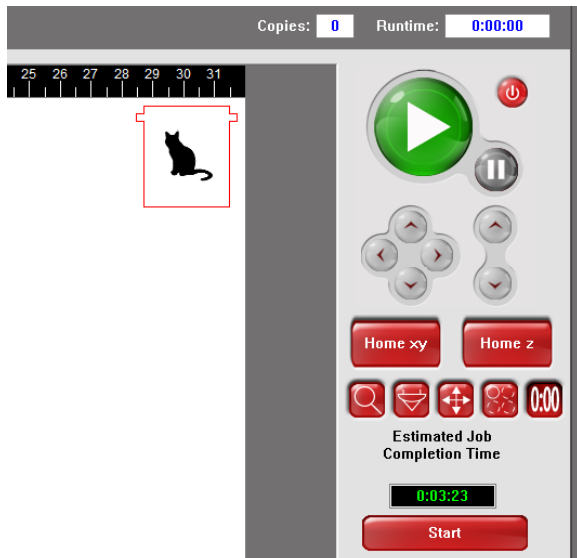 Copies: 0 Runtime: 0:00:00
25 26 27 28 29 30 31
Home xy Home z
0:00
Estimated Job
Completion Time
0:03:23
Start